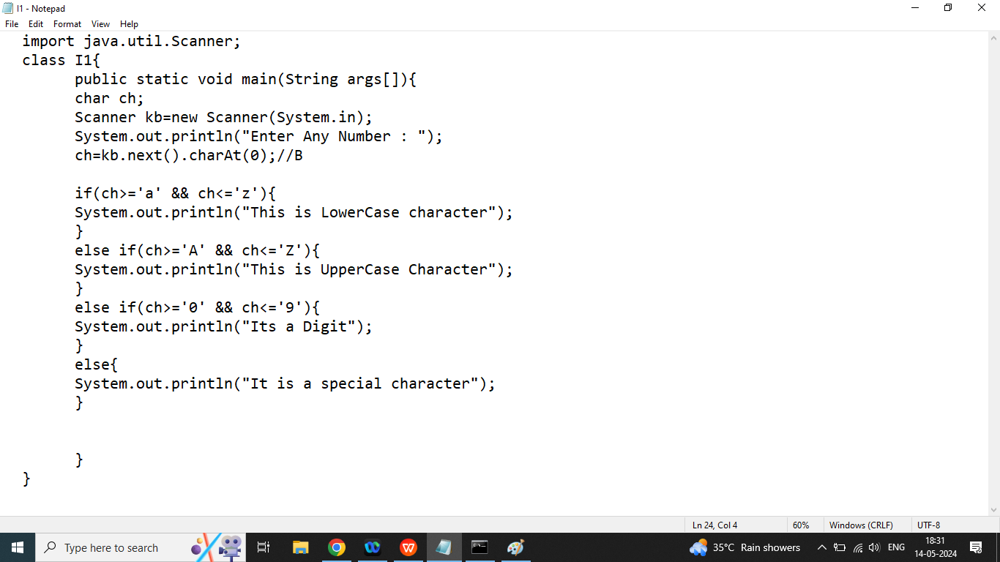 I1 - Notepad
File Edit Format View Help
import java.util.Scanner;
class I1{
public static void main(String args[]){
char ch;
Scanner kb=new Scanner(System.in);
System.out.println("Enter Any Number : ");
ch=kb.next().charAt(0);//B
if(ch>='a' && ch<='z'){
System.out.println("This is LowerCase character");
}
else if(ch>='A' && ch<='Z'){
System.out.println("This is UpperCase Character");
}
else if(ch>='0' && ch<='9'){
System.out.println("Its a Digit");
}
else{
System.out.println("It is a special character");
}
}
}
Ln 24, Col 4 60% Windows (CRLF) UTF-8
Type here to search 35°C Rain showers ENG 18:31
14-05-2024